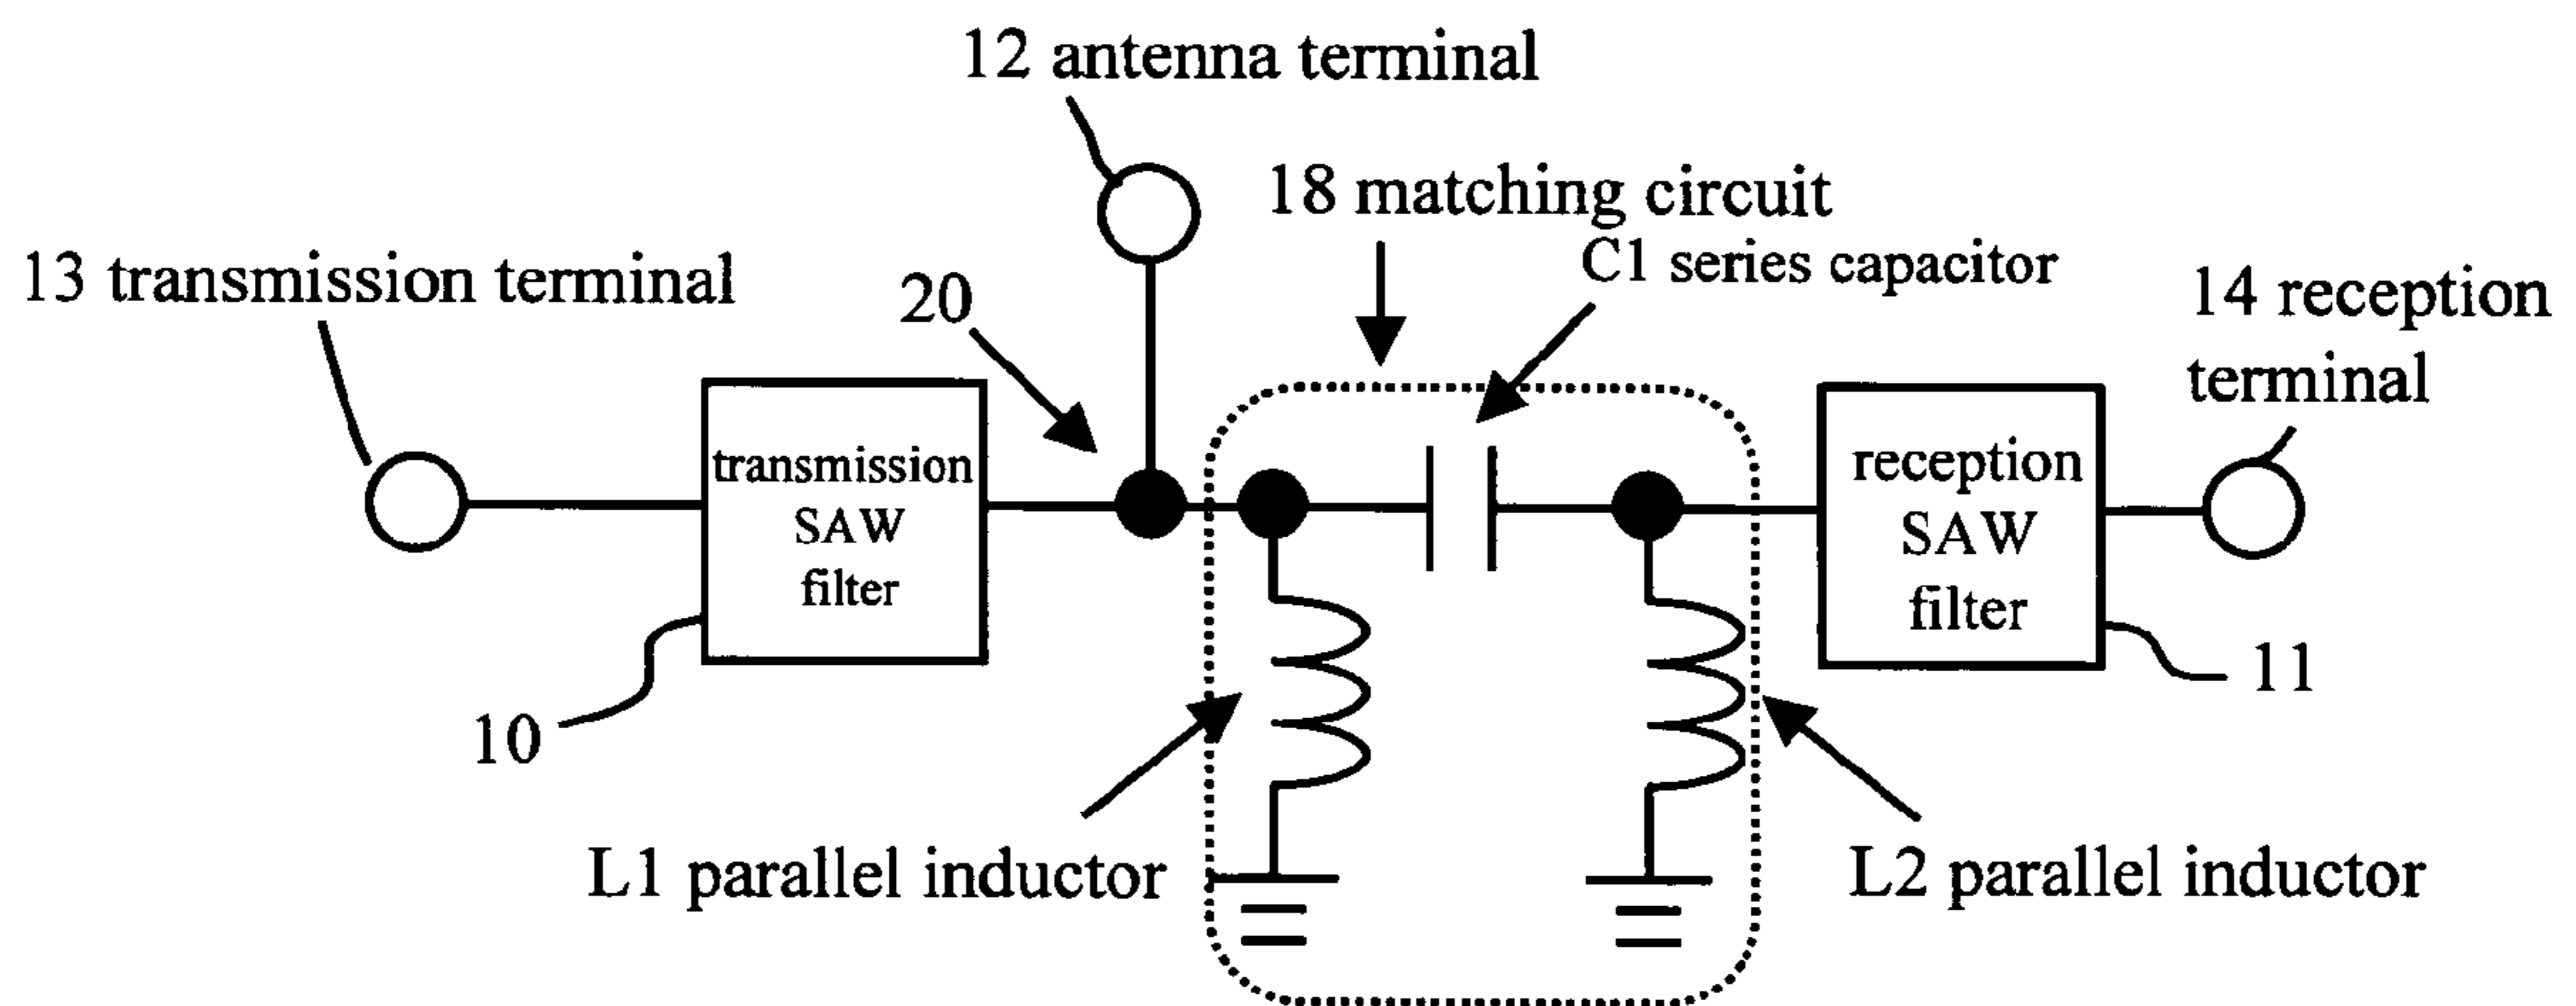 12 antenna terminal
18 matching circuit
C1 series capacitor
13 transmission terminal
20
14 reception
terminal
transmission
SAW
filter
reception
SAW
filter
10
11
L1 parallel inductor
L2 parallel inductor